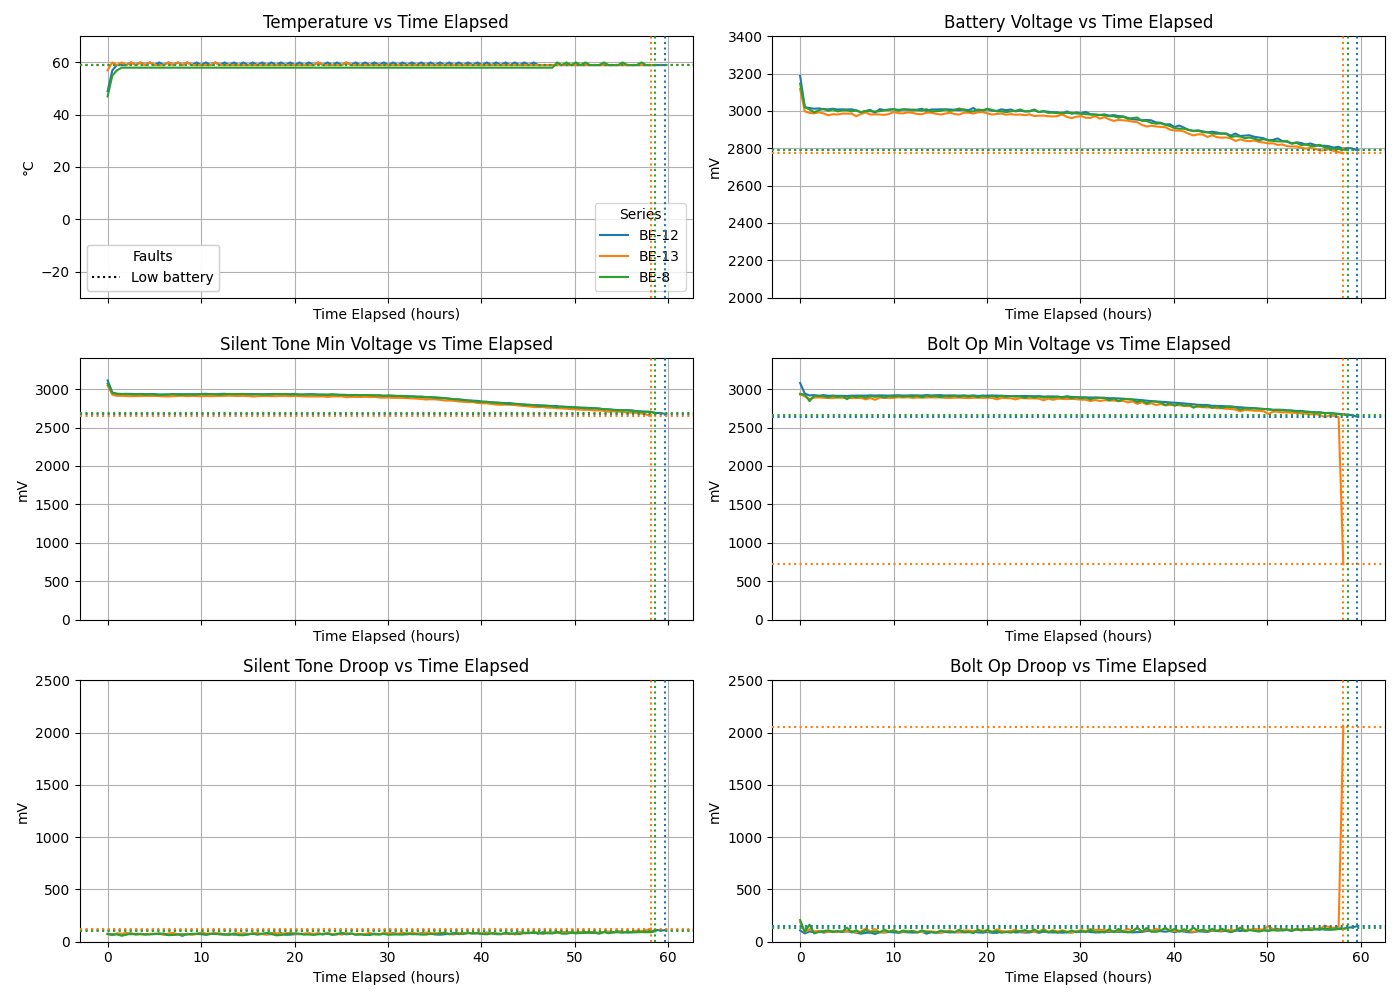 Temperature vs Time Elapsed
°C
60
40
20
0
−20
Faults
Low battery
Series
BE-12
BE-13
BE-8
Time Elapsed (hours)
Battery Voltage vs Time Elapsed
mV
3400
3200
3000
2800
2600
2400
2200
2000
Time Elapsed (hours)
Silent Tone Min Voltage vs Time Elapsed
mV
3000
2500
2000
1500
1000
500
0
Time Elapsed (hours)
Bolt Op Min Voltage vs Time Elapsed
mV
3000
2500
2000
1500
1000
500
0
Time Elapsed (hours)
Silent Tone Droop vs Time Elapsed
mV
2500
2000
1500
1000
500
0
0 10 20 30 40 50 60
Time Elapsed (hours)
Bolt Op Droop vs Time Elapsed
mV
2500
2000
1500
1000
500
0
0 10 20 30 40 50 60
Time Elapsed (hours)